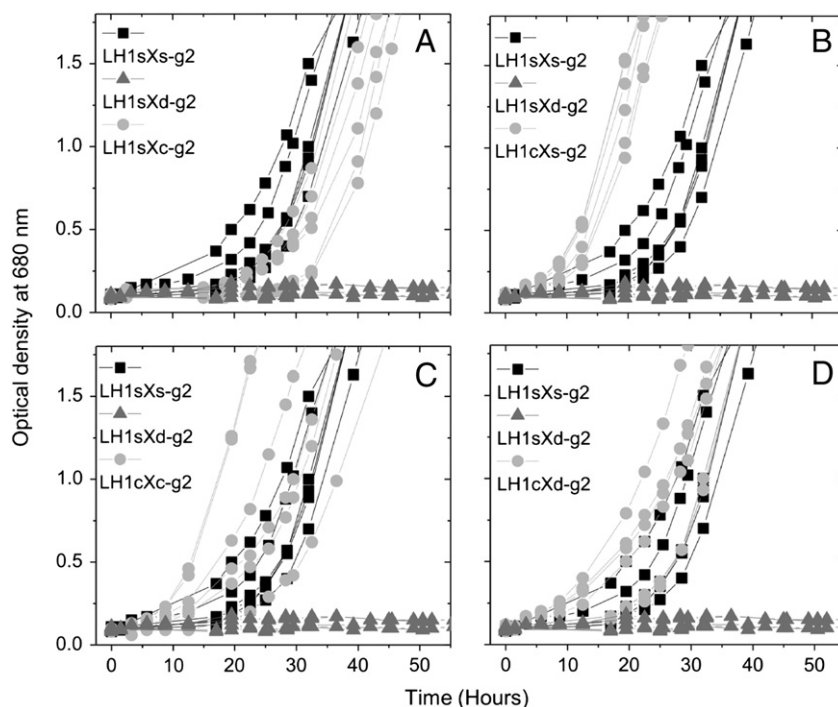 A
LH1sXs-g2
LH1sXd-g2
LH1sXc-g2
1.5
1.0
0.5
0.0
B
LH1sXs-g2
LH1sXd-g2
LH1cXs-g2
C
LH1sXs-g2
LH1sXd-g2
LH1cXc-g2
1.5
1.0
0.5
0.0
0 10 20 30 40 50
D
LH1sXs-g2
LH1sXd-g2
LH1cXd-g2
0 10 20 30 40 50
Optical density at 680 nm
Time (Hours)